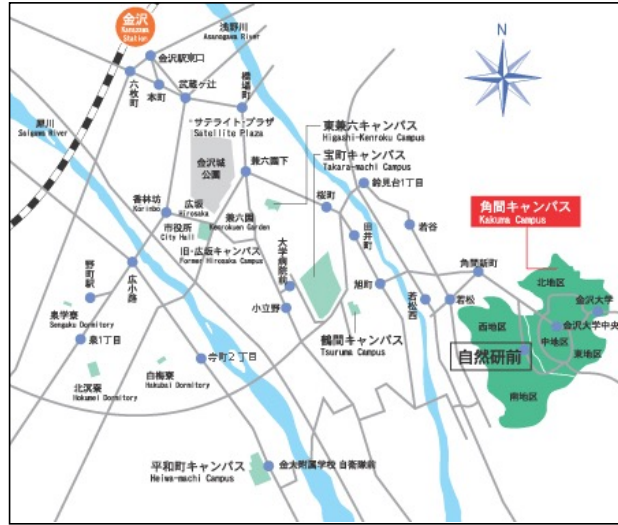 金沢
Kanazawa
Station
浅野川
Asanogawa River
N
金沢駅東口
六枚町
本町
武蔵ヶ辻
橋場町
犀川
Saigawa River
サテライト・プラザ
Satellite Plaza
東兼六キャンパス
Higashi-Kenroku Campus
宝町キャンパス
Takara-machi Campus
金沢城
公園
兼六園下
鈴見台1丁目
角間キャンパス
Kakuma Campus
香林坊
Korinbo
広坂
Hirosaka
兼六園
Kenrokuen Garden
桜町
田井町
若谷
市役所
City Hall
旧・広坂キャンパス
Former Hirosaka Campus
大学病院前
角間新町
北地区
野町駅
広小路
旭町
若松西
若松
金沢大学
小立野
西地区
金沢大学中央
中地区
東地区
泉学寮
Sengaku Dormitory
泉1丁目
鶴間キャンパス
Tsuruma Campus
自然研前
北溟寮
Hokumei Dormitory
白梅寮
Hakubai Dormitory
寺町2丁目
南地区
平和町キャンパス
Heiwa-machi Campus
金大附属学校 自衛隊前